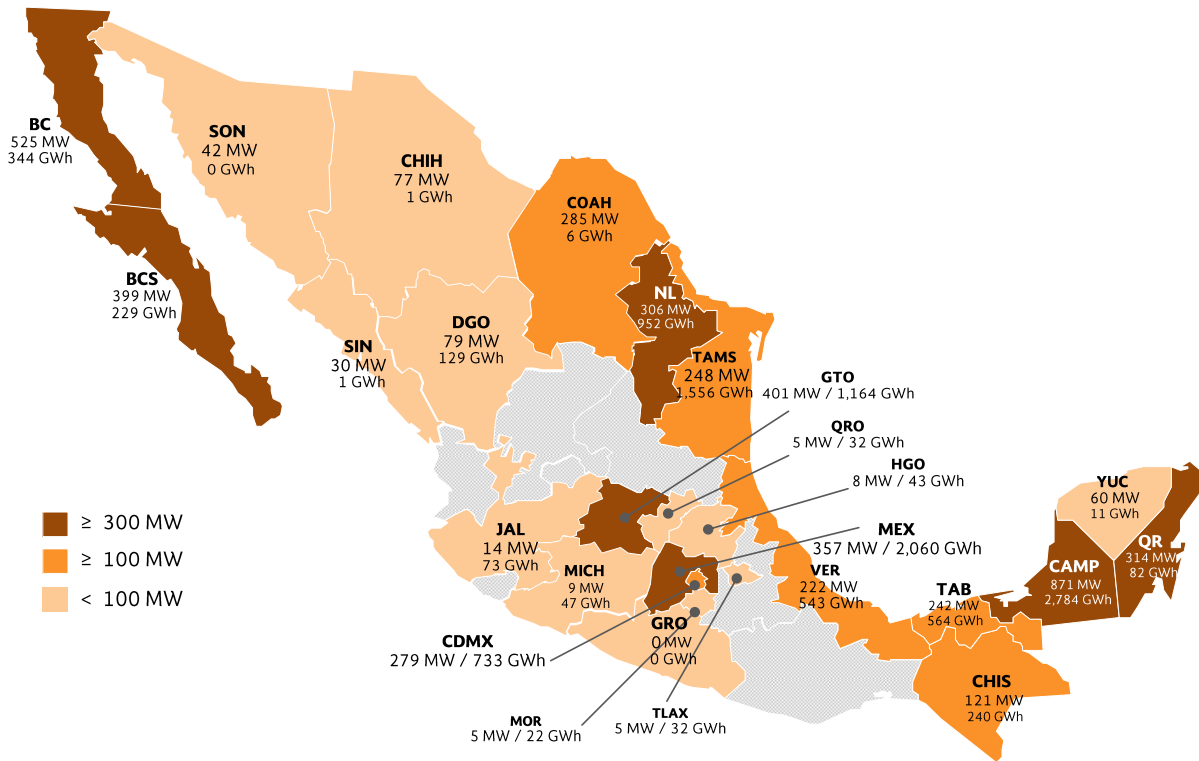 BC
525 MW
344 GWh
SON
42 MW
0 GWh
CHIH
77 MW
1 GWh
COAH
285 MW
6 GWh
BCS
399 MW
229 GWh
NL
306 MW
952 GWh
SIN
30 MW
1 GWh
DGO
79 MW
129 GWh
TAMS
248 MW
1,556 GWh
GTO
401 MW / 1,164 GWh
QRO
5 MW / 32 GWh
HGO
8 MW / 43 GWh
MEX
357 MW / 2,060 GWh
YUC
60 MW
11 GWh
QR
314 MW
82 GWh
CAMP
871 MW
2,784 GWh
≥ 300 MW
≥ 100 MW
< 100 MW
JAL
14 MW
73 GWh
MICH
9 MW
47 GWh
VER
222 MW
543 GWh
TAB
242 MW
564 GWh
GRO
0 MW
0 GWh
CDMX
279 MW / 733 GWh
CHIS
121 MW
240 GWh
MOR
5 MW / 22 GWh
TLAX
5 MW / 32 GWh